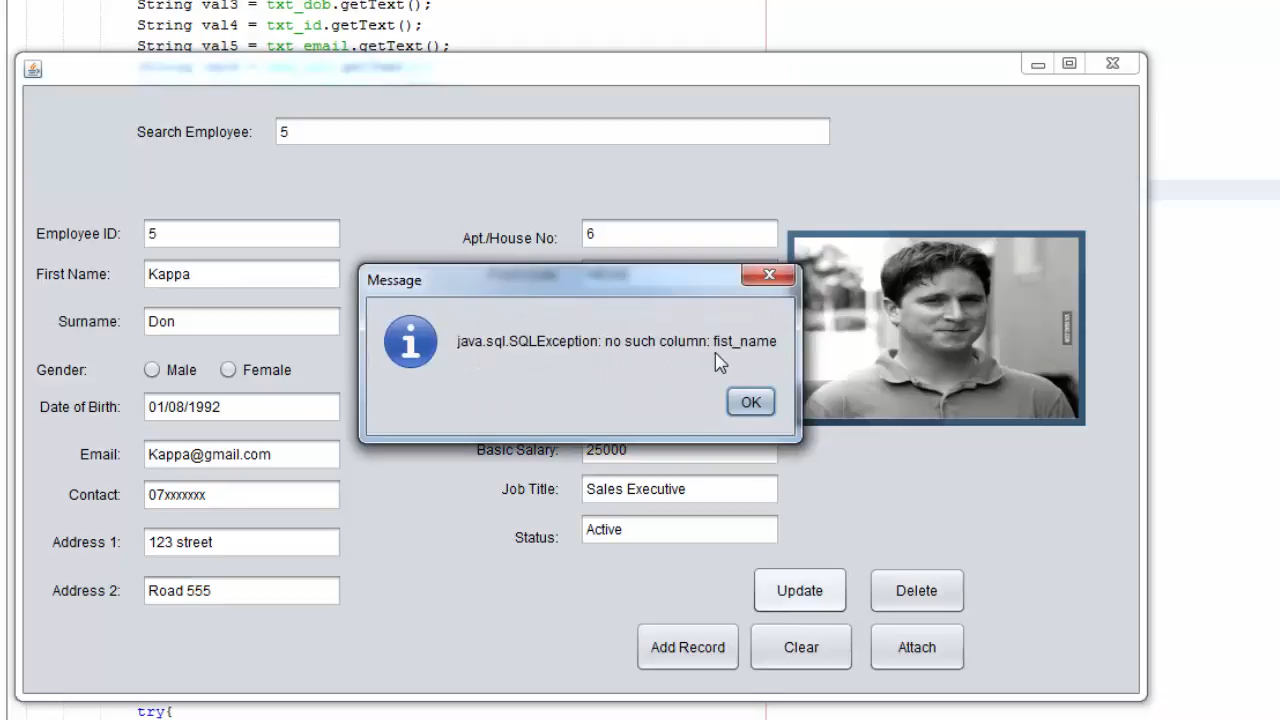 String val3 = txt_dob.getText();
String val4 = txt_id.getText();
String val5 = txt_email.getText();
Search Employee: 5
Employee ID: 5
Apt./House No: 6
First Name: Kappa
Surname: Don
Message
java.sql.SQLException: no such column: fist_name
OK
Gender: Male Female
Date of Birth: 01/08/1992
Email: Kappa@gmail.com
Basic Salary: 25000
Contact: 07xxxxxxx
Job Title: Sales Executive
Address 1: 123 street
Status: Active
Address 2: Road 555
Update Delete
Add Record Clear Attach
try{